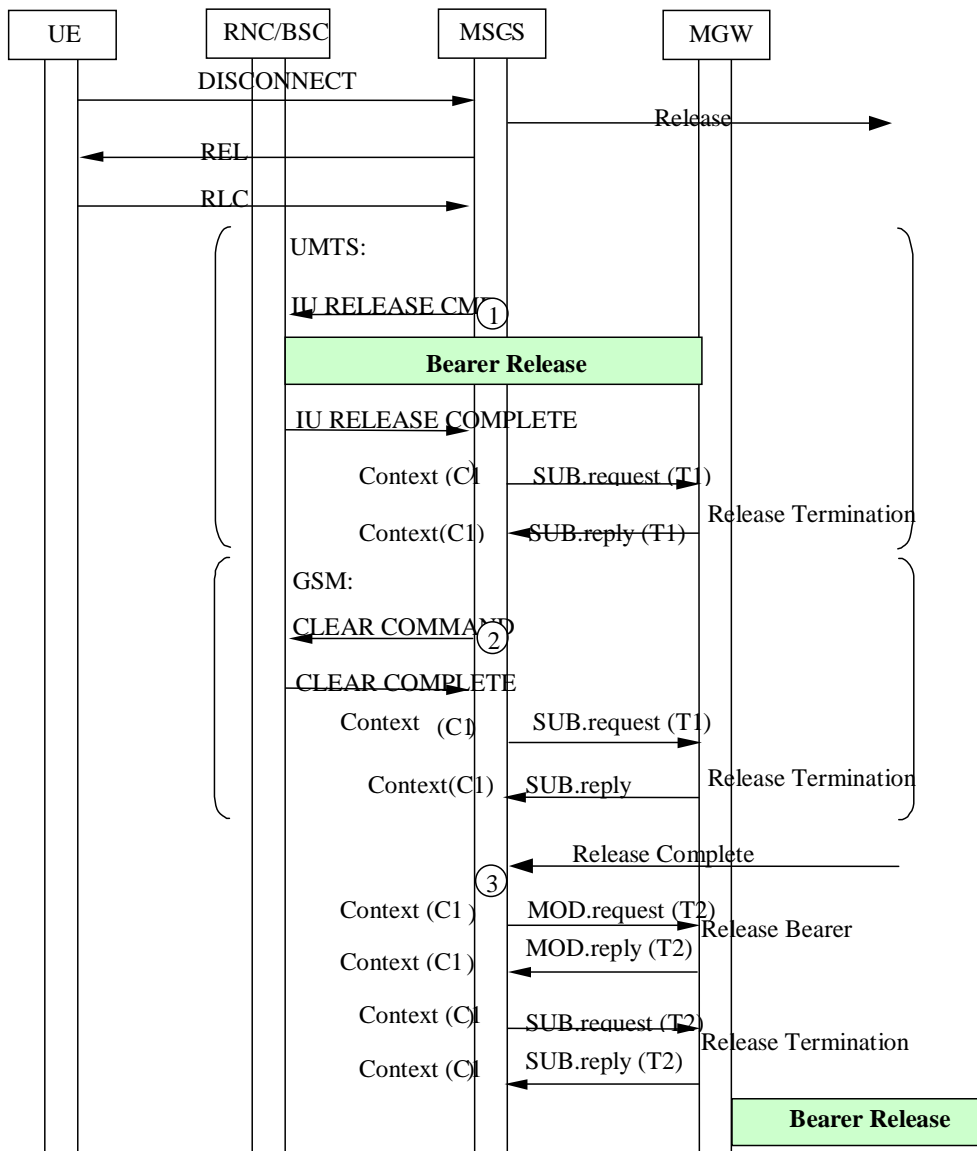 UE RNC/BSC MSC-S MGW
DISCONNECT
Release
REL
RLC
UMTS:
IU RELEASE CMD
1
Bearer Release
IU RELEASE COMPLETE
Context (C1) SUB.request (T1)
Context(C1) SUB.reply (T1) Release Termination
GSM:
CLEAR COMMAND
2
CLEAR COMPLETE
Context (C1) SUB.request (T1)
Context(C1) SUB.reply Release Termination
Release Complete
3
Context (C1) MOD.request (T2)
Release Bearer
Context (C1) MOD.reply (T2)
Context (C)1 SUB.request (T2)
Release Termination
Context (C)1 SUB.reply (T2)
Bearer Release